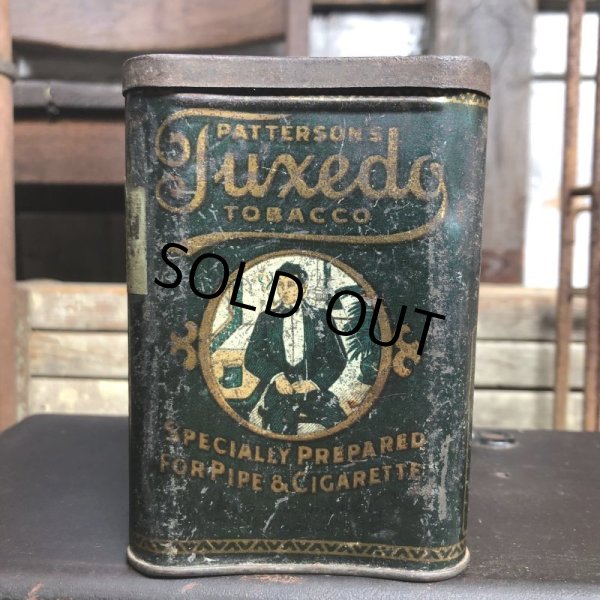 PATTERSON'S
Tuxedo
TOBACCO
SOLD OUT
SPECIALLY PREPARED
FOR PIPE & CIGARETTE